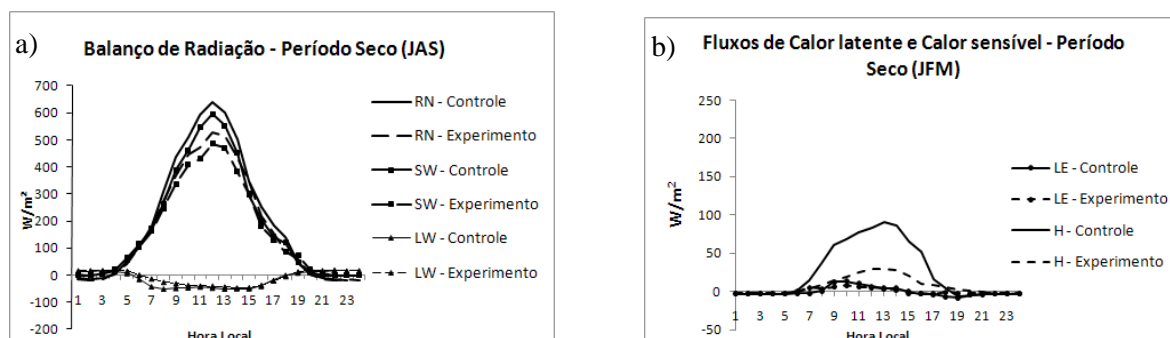 a)
Balanço de Radiação - Período Seco (JAS)
700
600
500
400
300
200
100
0
-100
-200
W/m²
1 3 5 7 9 11 13 15 17 19 21 23
Hora Local
RN - Controle
RN - Experimento
SW - Controle
SW - Experimento
LW - Controle
LW - Experimento
b)
Fluxos de Calor latente e Calor sensível - Período
Seco (JFM)
250
200
150
100
50
0
-50
W/m²
1 3 5 7 9 11 13 15 17 19 21 23
Hora Local
LE - Controle
LE - Experimento
H - Controle
H - Experimento